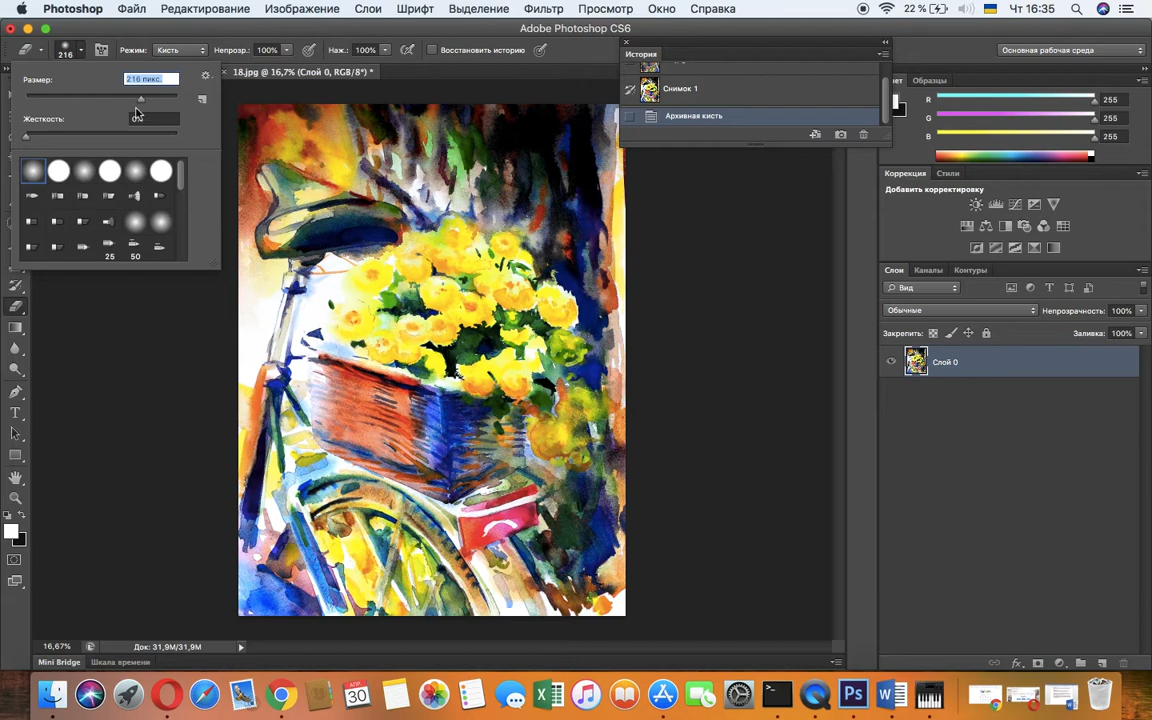 Photoshop Файл Редактирование Изображение Слои Шрифт Выделение Фильтр Просмотр Окно Справка 22 % Чт 16:35
Adobe Photoshop CS6
216 Режим: Кисть Непрозр.: 100% Наж.: 100% Восстановить историю Основная рабочая среда
История
18.jpg @ 16,7% (Слой 0, RGB/8*) *
Размер: 216 пикс.
Жесткость:
25 50
Снимок 1
Архивная кисть
Образцы
R 255
G 255
B 255
Коррекция Стили
Добавить корректировку
Слои Каналы Контуры
Вид
Обычные Непрозрачность: 100%
Закрепить: Заливка: 100%
Слой 0
16,67% Док: 31,9M/31,9M
Mini Bridge Шкала времени
АПР.
30
Ps